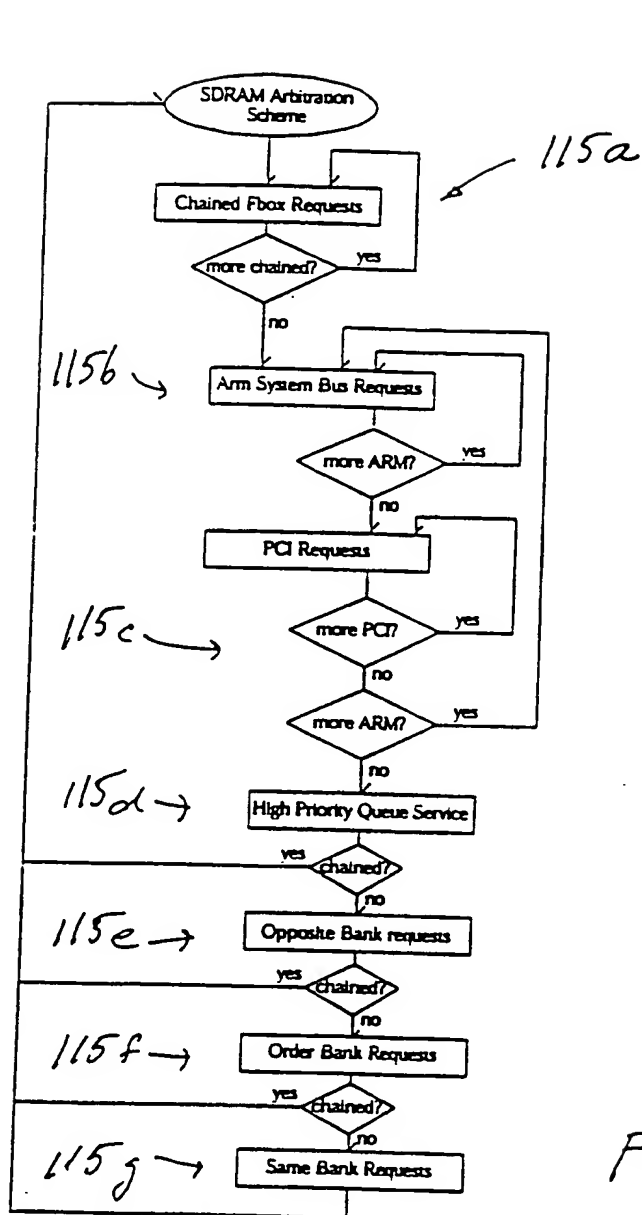 SDRAM Arbitration
Scheme
115a
Chained Fbox Requests
more chained?
yes
no
115b
Arm System Bus Requests
more ARM?
yes
no
PCI Requests
115c
more PCI?
yes
no
more ARM?
yes
no
115d
High Priority Queue Service
yes
chained?
no
115e
Opposite Bank requests
yes
chained?
no
115f
Order Bank Requests
yes
chained?
no
115g
Same Bank Requests
F